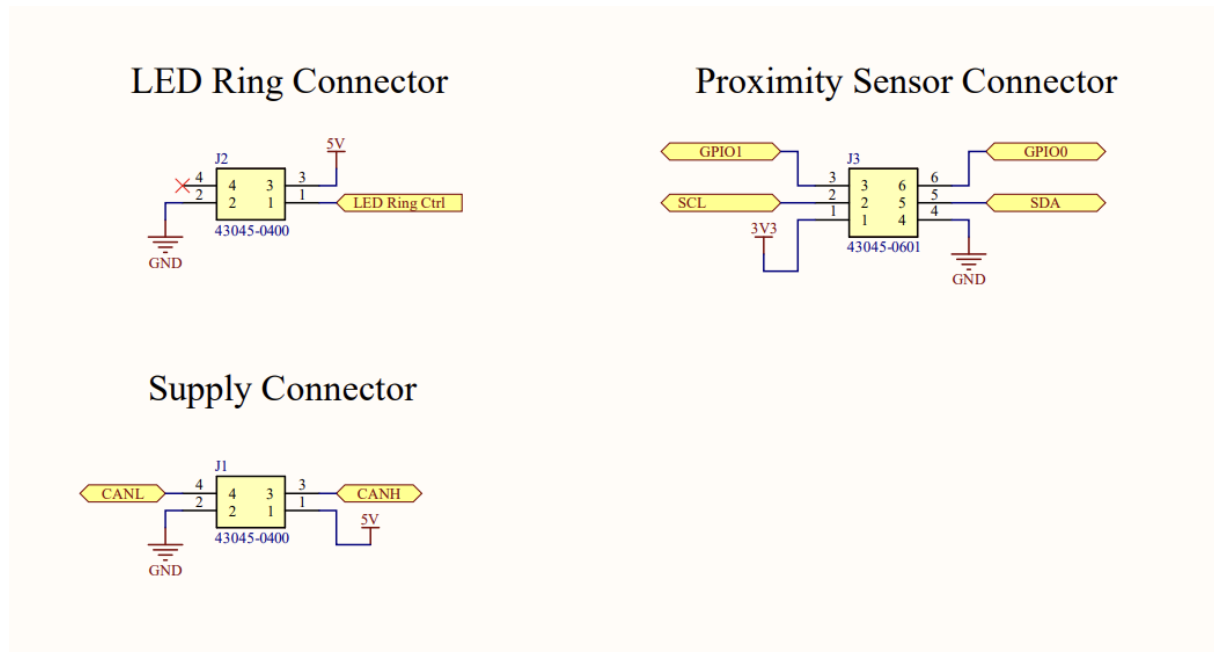 LED Ring Connector
J2
5V
4 4 3 3
2 2 1 1 LED Ring Ctrl
43045-0400
GND
Proximity Sensor Connector
GPIO1 J3 GPIO0
3 3 6 6
SCL 2 2 5 5 SDA
1 1 4 4
3V3
43045-0601
GND
Supply Connector
J1
CANL 4 4 3 3 CANH
2 2 1 1
5V
43045-0400
GND